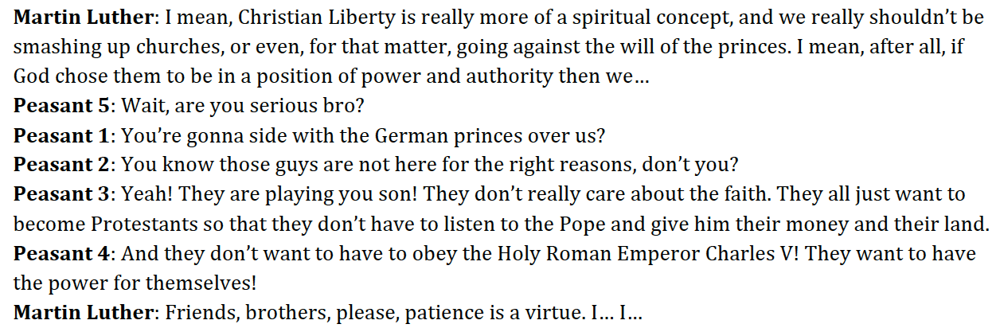 Martin Luther: I mean, Christian Liberty is really more of a spiritual concept, and we really shouldn’t be
smashing up churches, or even, for that matter, going against the will of the princes. I mean, after all, if
God chose them to be in a position of power and authority then we…
Peasant 5: Wait, are you serious bro?
Peasant 1: You’re gonna side with the German princes over us?
Peasant 2: You know those guys are not here for the right reasons, don’t you?
Peasant 3: Yeah! They are playing you son! They don’t really care about the faith. They all just want to
become Protestants so that they don’t have to listen to the Pope and give him their money and their land.
Peasant 4: And they don’t want to have to obey the Holy Roman Emperor Charles V! They want to have
the power for themselves!
Martin Luther: Friends, brothers, please, patience is a virtue. I… I…